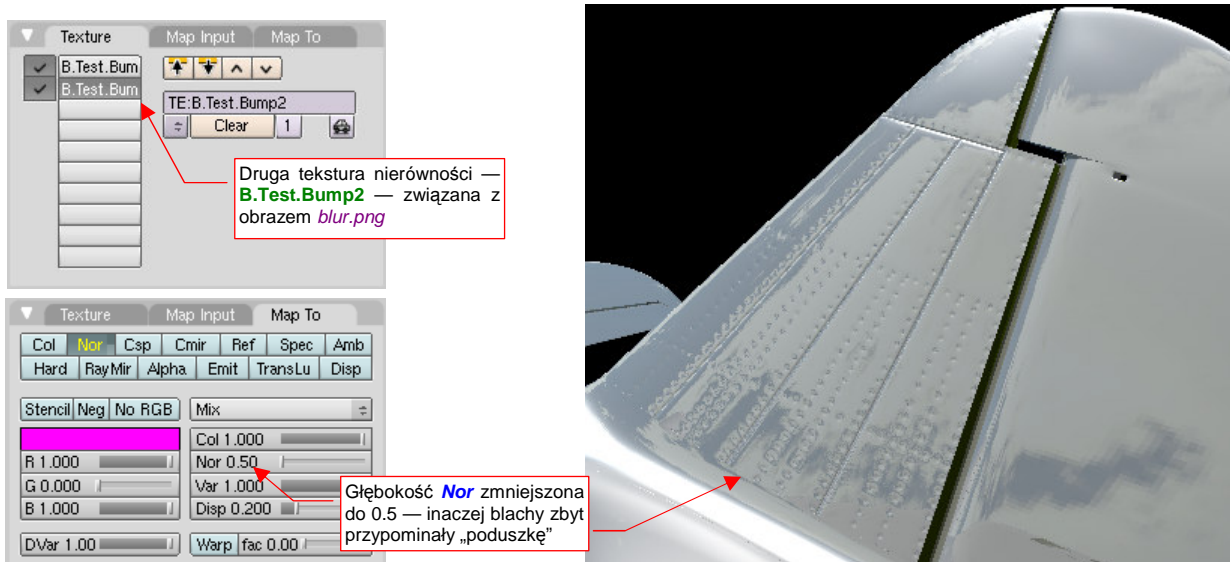 Texture Map Input Map To
B.Test.Bum
B.Test.Bum
TE:B.Test.Bump2
Clear 1
Druga tekstura nierówności —
B.Test.Bump2 — związana z
obrazem blur.png
Texture Map Input Map To
Col Nor Csp Cmir Ref Spec Amb
Hard RayMir Alpha Emit TransLu Disp
Stencil Neg No RGB Mix
Col 1.000
R 1.000 Nor 0.50
G 0.000 Var 1.000
B 1.000 Disp 0.200
DVar 1.00 Warp fac 0.00
Głębokość Nor zmniejszona
do 0.5 — inaczej blachy zbyt
przypominały „poduszkę”